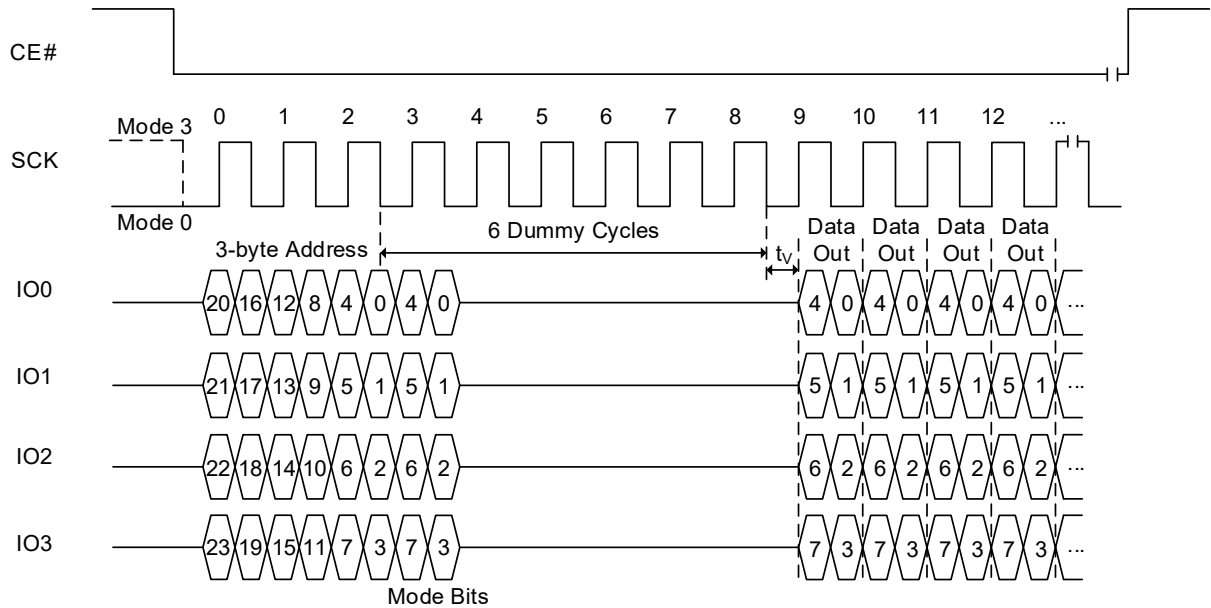 CE#
Mode 3
0 1 2 3 4 5 6 7 8 9 10 11 12 ...
SCK
Mode 0
3-byte Address
6 Dummy Cycles
tV
Data Out
Data Out
Data Out
Data Out
IO0
20 16 12 8 4 0 4 0
4 0 4 0 4 0 4 0 ...
IO1
21 17 13 9 5 1 5 1
5 1 5 1 5 1 5 1 ...
IO2
22 18 14 10 6 2 6 2
6 2 6 2 6 2 6 2 ...
IO3
23 19 15 11 7 3 7 3
7 3 7 3 7 3 7 3 ...
Mode Bits